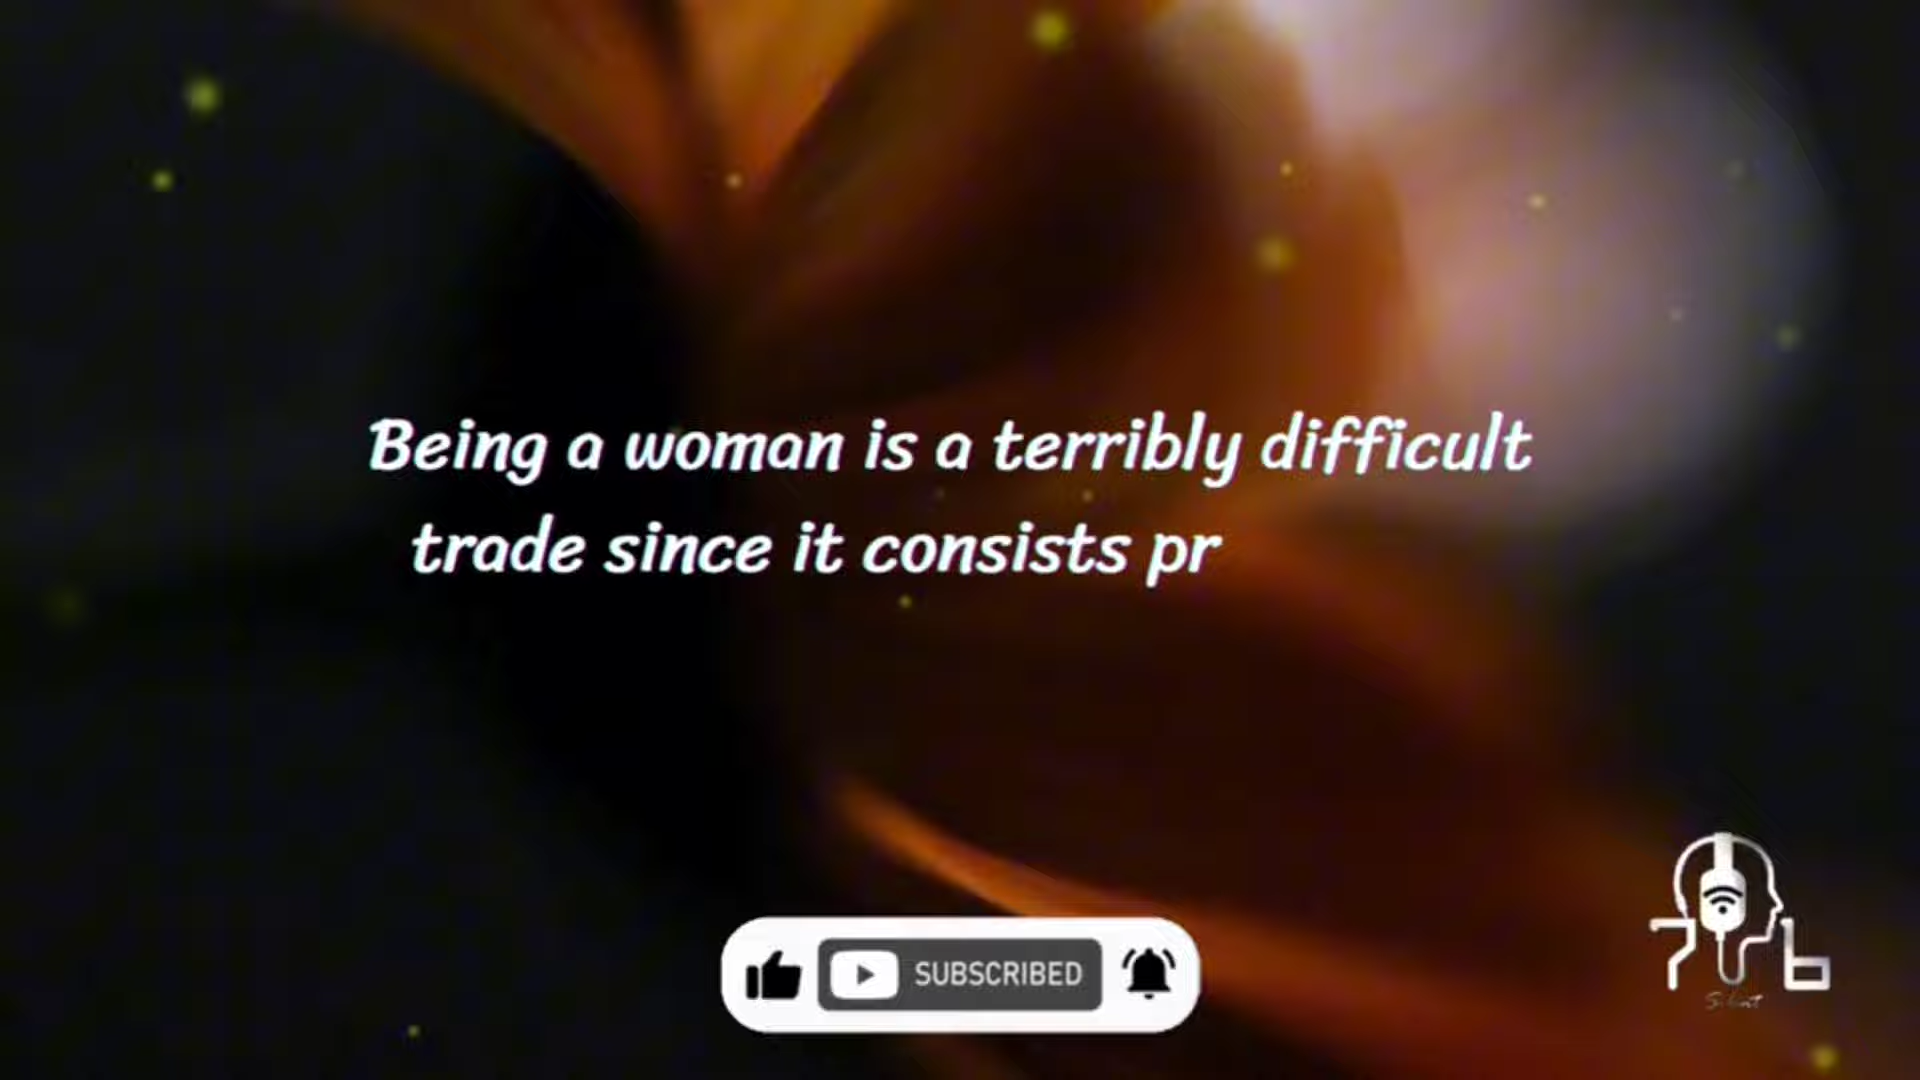 Being a woman is a terribly difficult
trade since it consists pr
SUBSCRIBED